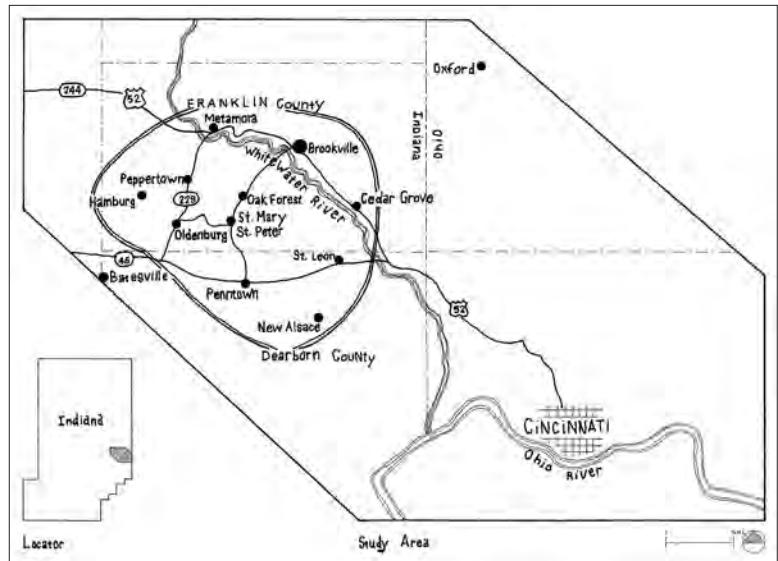 244
52
FRANKLIN County
Metamora
Oxford
Indiana
Ohio
Brookville
WhiteWater River
Peppertown
Hamburg
229
Oak Forest
Cedar Grove
Oldenburg
St. Mary
St. Peter
46
St. Leon
Batesville
Penntown
52
New Alsace
Dearborn County
Indiana
CiNCiNNATi
Ohio River
Locator
Study Area